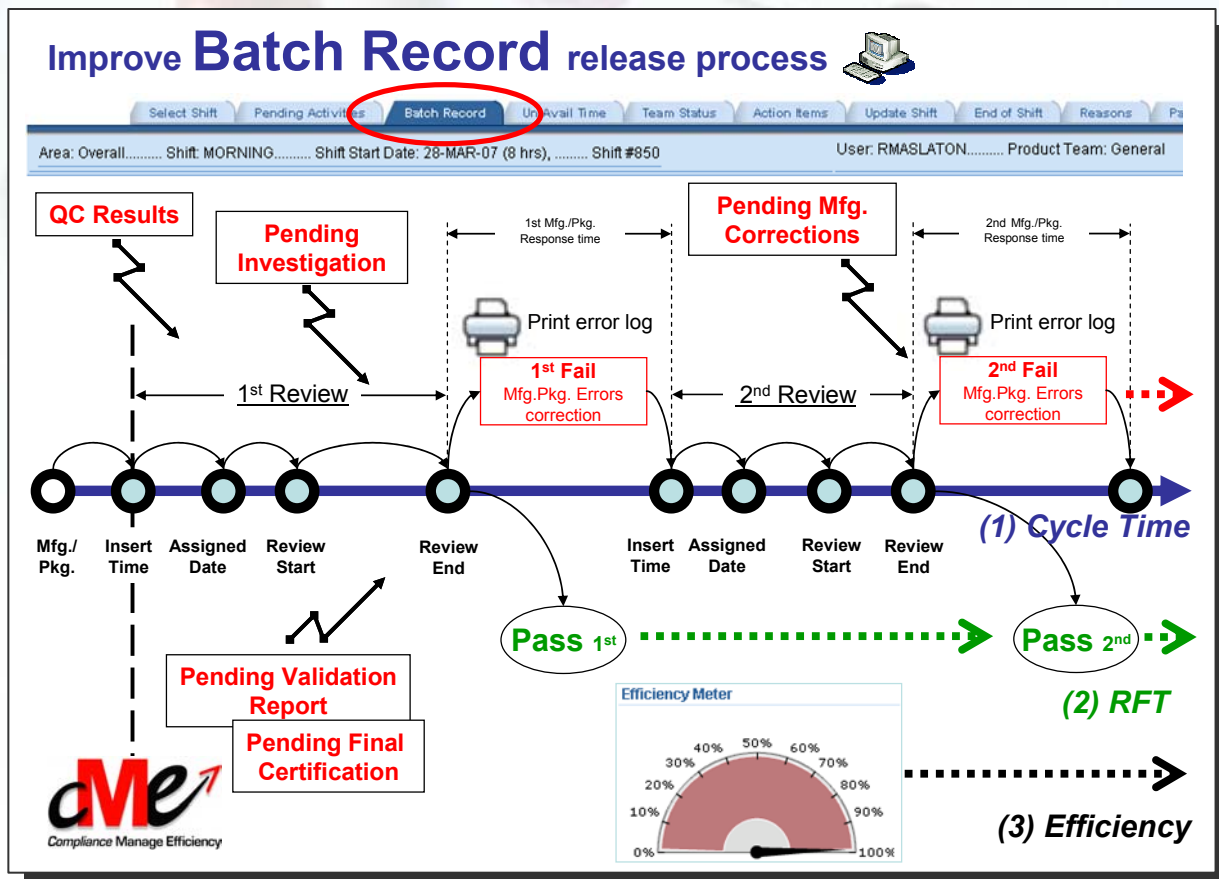 Improve Batch Record release process
Select Shift Pending Activities Batch Record Un Avail Time Team Status Action Items Update Shift End of Shift Reasons Pa
Area: Overall.......... Shift: MORNING.......... Shift Start Date: 28-MAR-07 (8 hrs), ......... Shift #850
User: RMASLATON.......... Product Team: General
QC Results
Pending
Investigation
1st Mfg./Pkg.
Response time
Pending Mfg.
Corrections
2nd Mfg./Pkg.
Response time
Print error log
Print error log
1st Review
1st Fail
Mfg.Pkg. Errors
correction
2nd Review
2nd Fail
Mfg.Pkg. Errors
correction
(1) Cycle Time
Mfg./
Pkg.
Insert
Time
Assigned
Date
Review
Start
Review
End
Insert
Time
Assigned
Date
Review
Start
Review
End
Pass 1st
Pass 2nd
Pending Validation
Report
Pending Final
Certification
(2) RFT
Efficiency Meter
0% 10% 20% 30% 40% 50% 60% 70% 80% 90% 100%
(3) Efficiency
cMe
Compliance Manage Efficiency